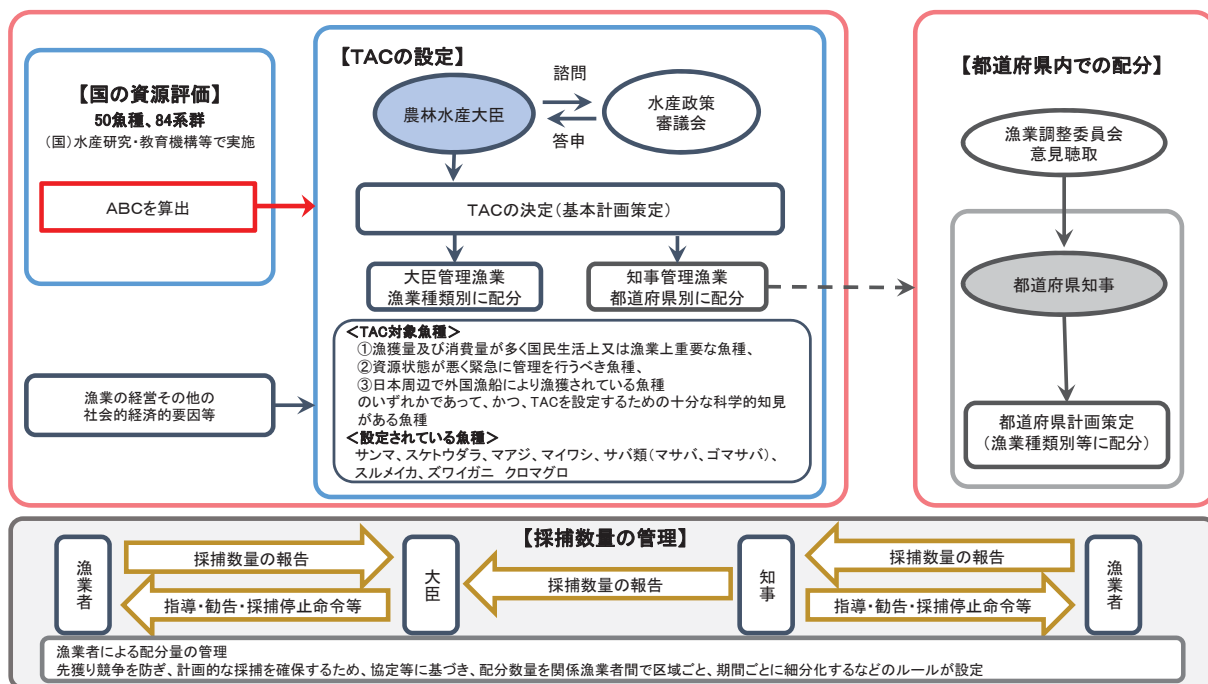 【国の資源評価】
50魚種、84系群
（国）水産研究・教育機構等で実施
ABCを算出
漁業の経営その他の
社会的経済的要因等
【TACの設定】
農林水産大臣
諮問
答申
水産政策
審議会
TACの決定（基本計画策定）
大臣管理漁業
漁業種類別に配分
知事管理漁業
都道府県別に配分
＜TAC対象魚種＞
①漁獲量及び消費量が多く国民生活上又は漁業上重要な魚種、
②資源状態が悪く緊急に管理を行うべき魚種、
③日本周辺で外国漁船により漁獲されている魚種
のいずれかであって、かつ、TACを設定するための十分な科学的知見
がある魚種
＜設定されている魚種＞
サンマ、スケトウダラ、マアジ、マイワシ、サバ類（マサバ、ゴマサバ）、
スルメイカ、ズワイガニ　クロマグロ
【都道府県内での配分】
漁業調整委員会
意見聴取
都道府県知事
都道府県計画策定
（漁業種類別等に配分）
【採捕数量の管理】
漁業者
採捕数量の報告
指導・勧告・採捕停止命令等
大臣
採捕数量の報告
知事
採捕数量の報告
指導・勧告・採捕停止命令等
漁業者
漁業者による配分量の管理
先獲り競争を防ぎ、計画的な採捕を確保するため、協定等に基づき、配分数量を関係漁業者間で区域ごと、期間ごとに細分化するなどのルールが設定